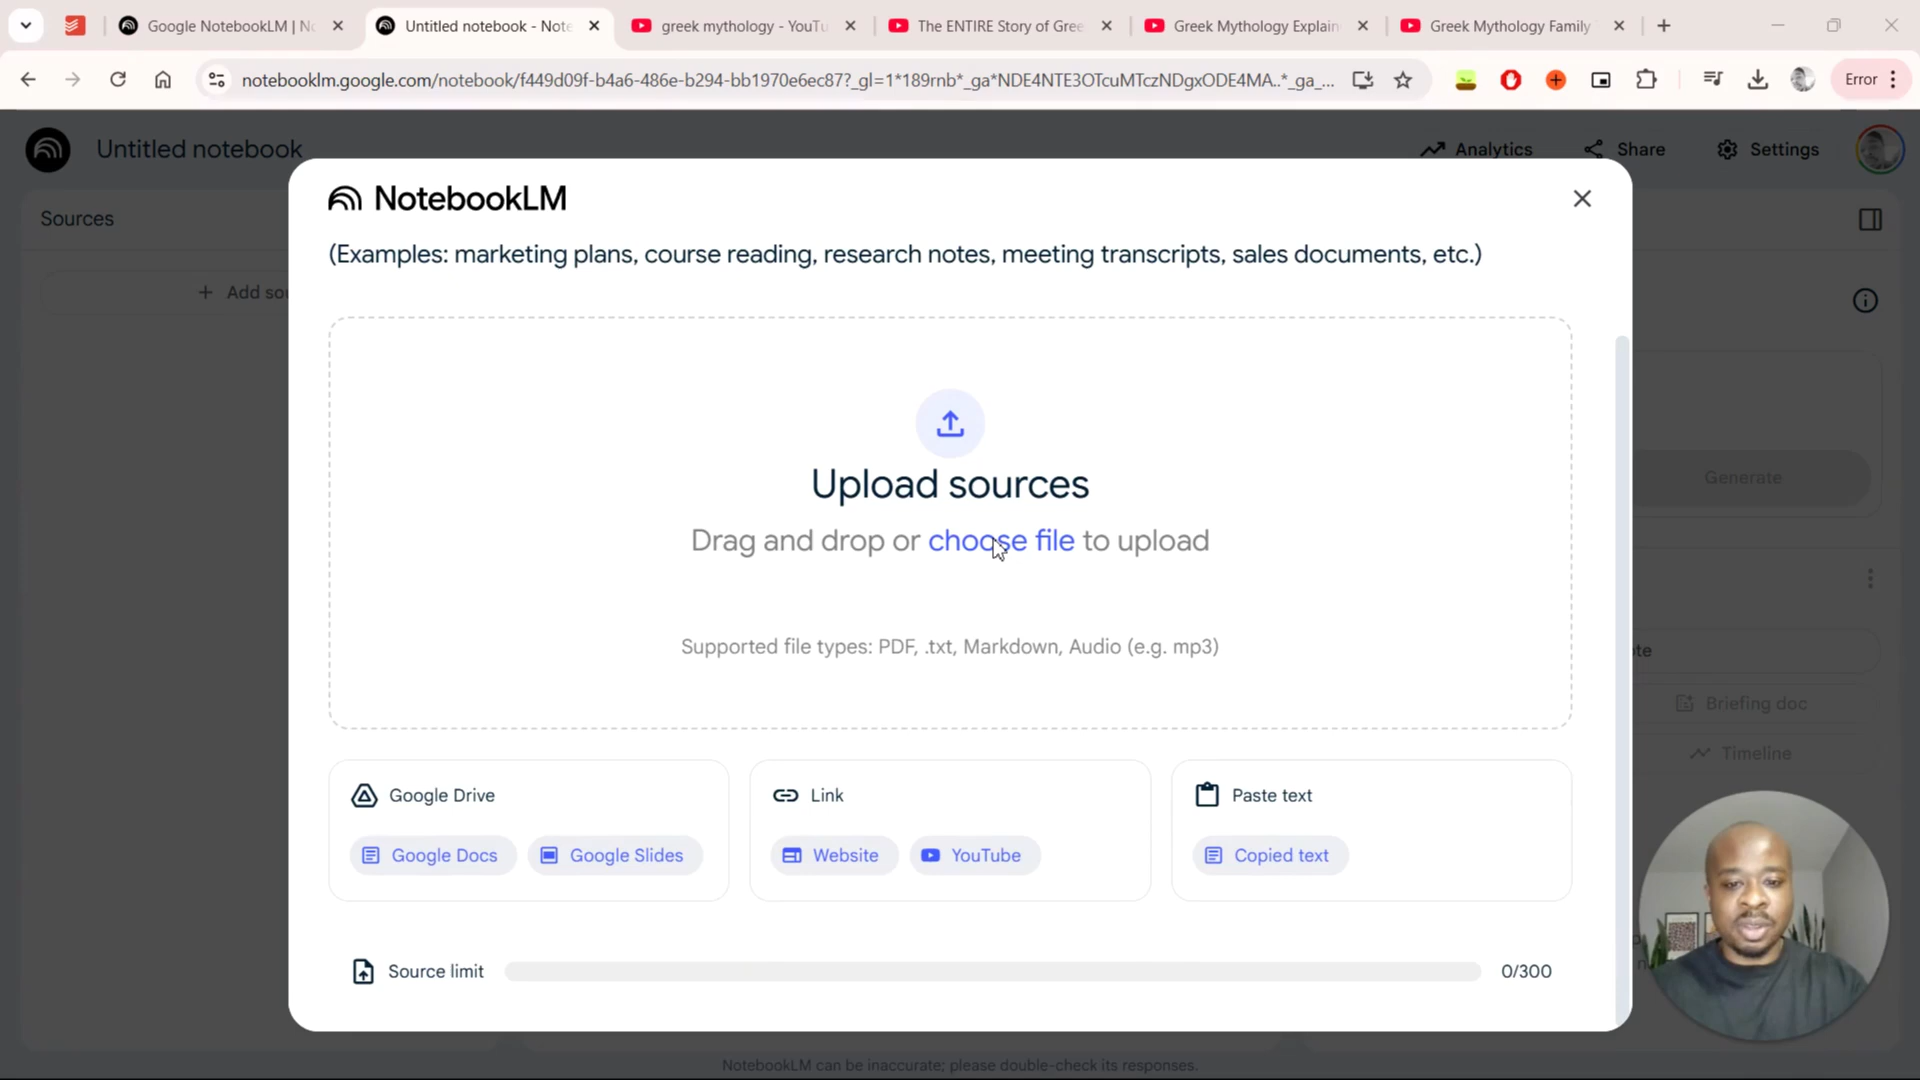 Google NotebookLM | No
Untitled notebook - Note
greek mythology - YouTu
The ENTIRE Story of Gree
Greek Mythology Explain
Greek Mythology Family T
notebooklm.google.com/notebook/f449d09f-b4a6-486e-b294-bb1970e6ec87?_gl=1*189rnb*_ga*NDE4NTE3OTcuMTczNDgxODE4MA..*_ga_...
Error
Untitled notebook
Analytics
Share
Settings
NotebookLM
Sources
(Examples: marketing plans, course reading, research notes, meeting transcripts, sales documents, etc.)
+ Add sou
Upload sources
Generate
Drag and drop or choose file to upload
Supported file types: PDF, .txt, Markdown, Audio (e.g. mp3)
ote
Briefing doc
Timeline
Google Drive
Link
Paste text
Google Docs
Google Slides
Website
YouTube
Copied text
Source limit
0/300
NotebookLM can be inaccurate; please double-check its responses.